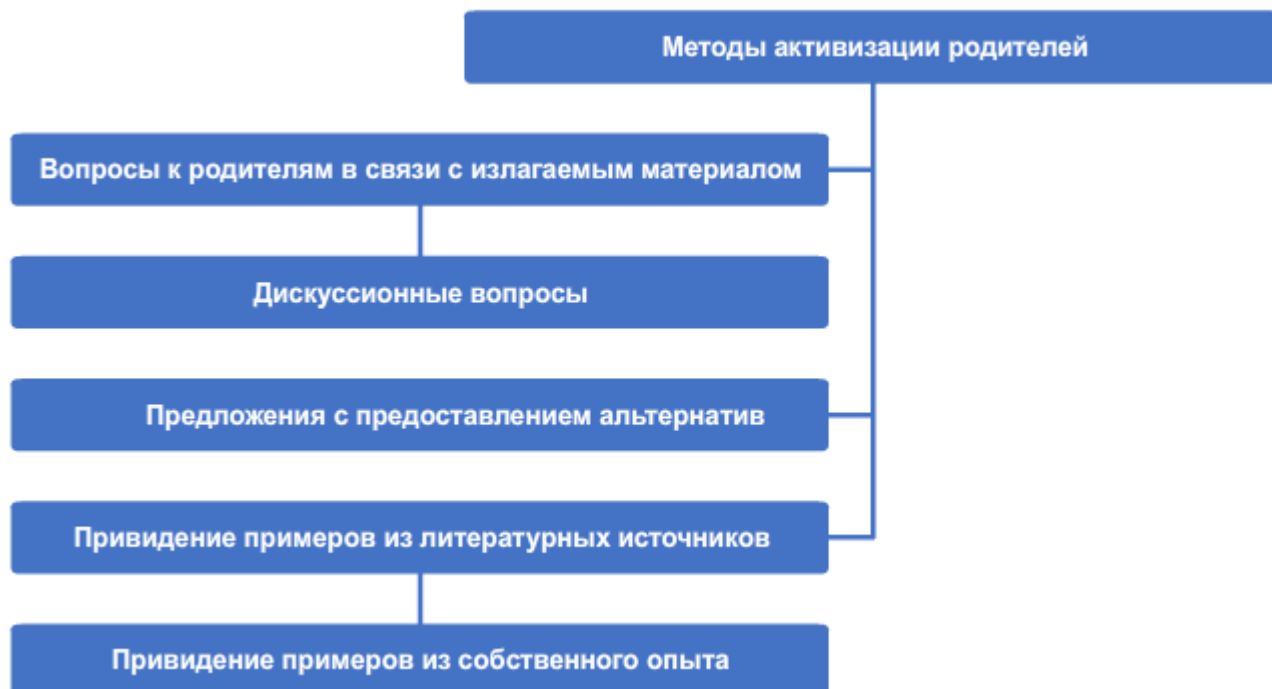 Методы активизации родителей
Вопросы к родителям в связи с излагаемым материалом
Дискуссионные вопросы
Предложения с предоставлением альтернатив
Привидение примеров из литературных источников
Привидение примеров из собственного опыта